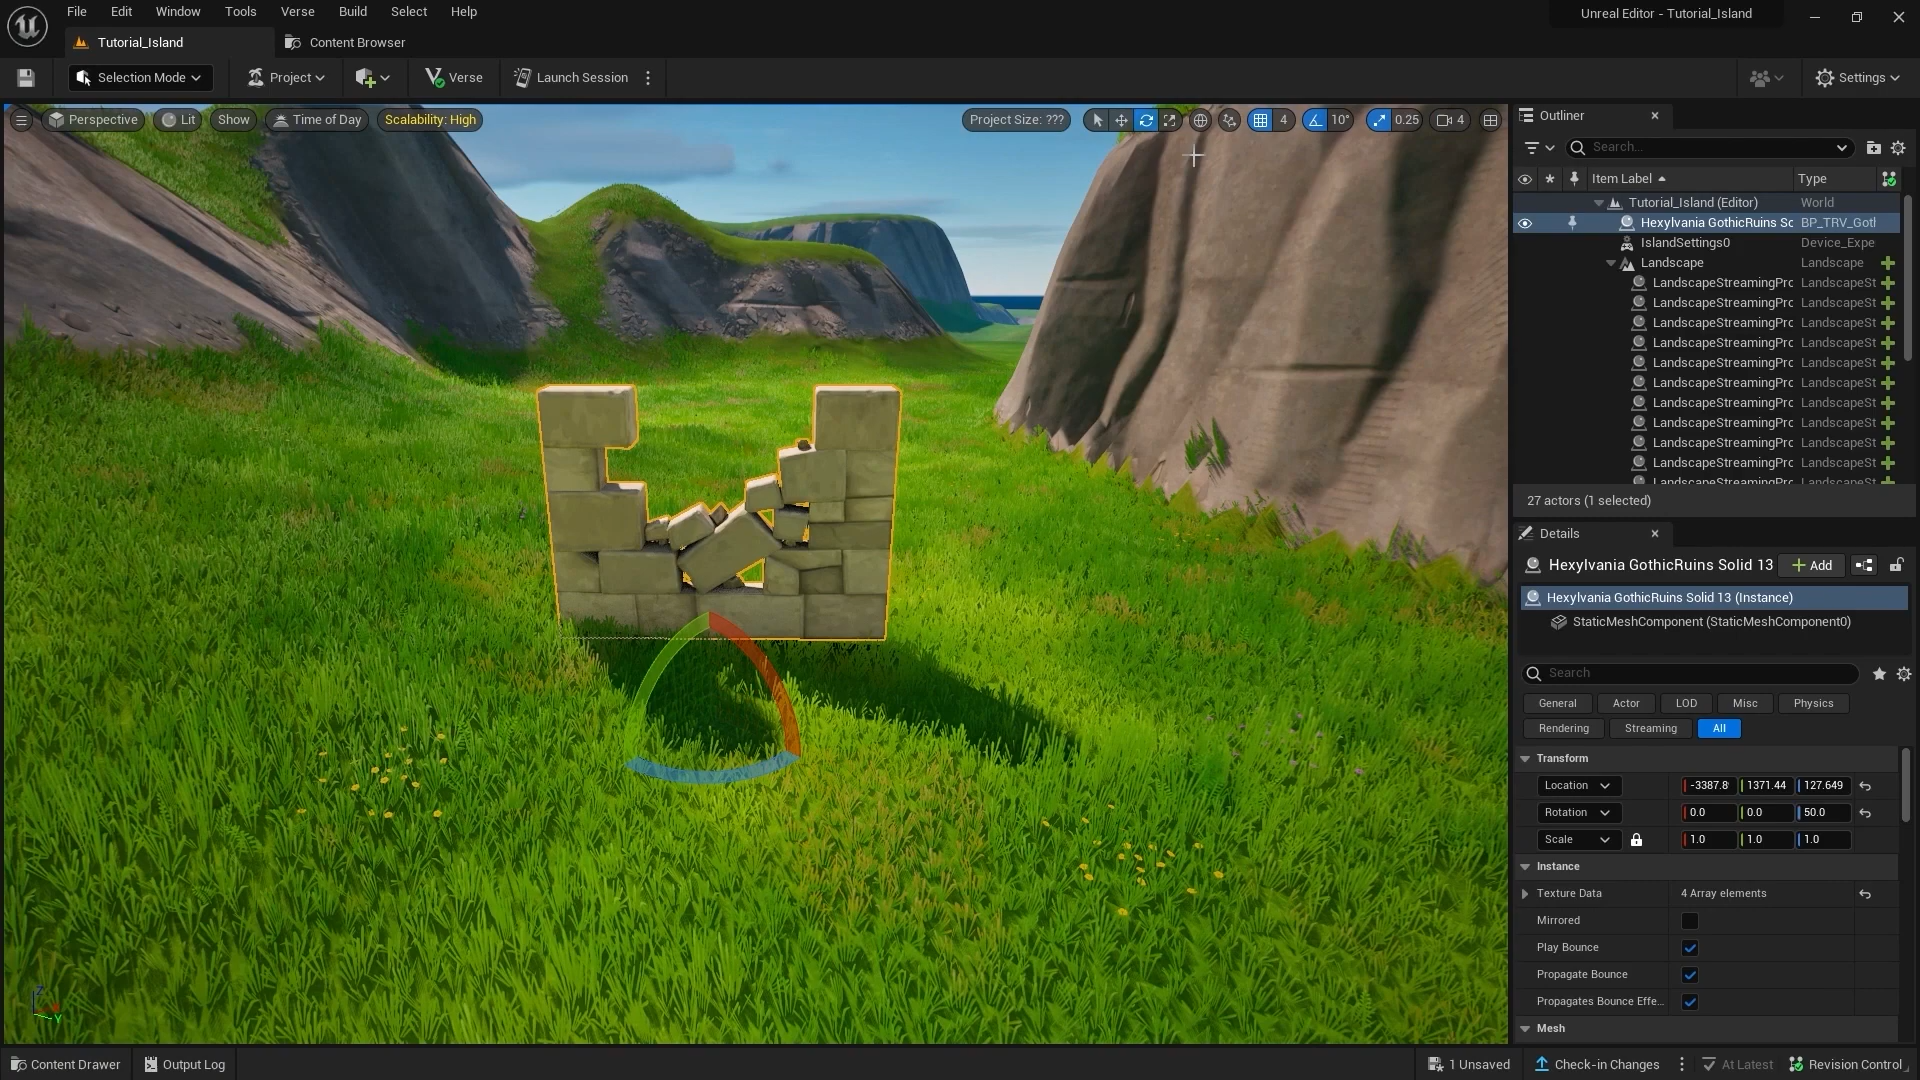 File Edit Window Tools Verse Build Select Help
Unreal Editor - Tutorial_Island
Tutorial_Island
Content Browser
Selection Mode
Project
Verse
Launch Session
Settings
Perspective
Lit
Show
Time of Day
Scalability: High
Project Size: ???
4
10°
0.25
4
Outliner
Search...
Item Label
Type
Tutorial_Island (Editor) World
Hexylvania GothicRuins Sc BP_TRV_Gotl
IslandSettings0 Device_Expe
Landscape Landscape
LandscapeStreamingPrc LandscapeSt
LandscapeStreamingPrc LandscapeSt
LandscapeStreamingPrc LandscapeSt
LandscapeStreamingPrc LandscapeSt
LandscapeStreamingPrc LandscapeSt
LandscapeStreamingPrc LandscapeSt
LandscapeStreamingPrc LandscapeSt
LandscapeStreamingPrc LandscapeSt
LandscapeStreamingPrc LandscapeSt
LandscapeStreamingPrc LandscapeSt
27 actors (1 selected)
Details
Hexylvania GothicRuins Solid 13
Add
Hexylvania GothicRuins Solid 13 (Instance)
StaticMeshComponent (StaticMeshComponent0)
Search
General Actor LOD Misc Physics
Rendering Streaming All
Transform
Location -3387.8 1371.44 127.649
Rotation 0.0 0.0 50.0
Scale 1.0 1.0 1.0
Instance
Texture Data 4 Array elements
Mirrored
Play Bounce
Propagate Bounce
Propagates Bounce Effe...
Mesh
Z
Y
Content Drawer
Output Log
1 Unsaved
Check-in Changes
At Latest
Revision Control